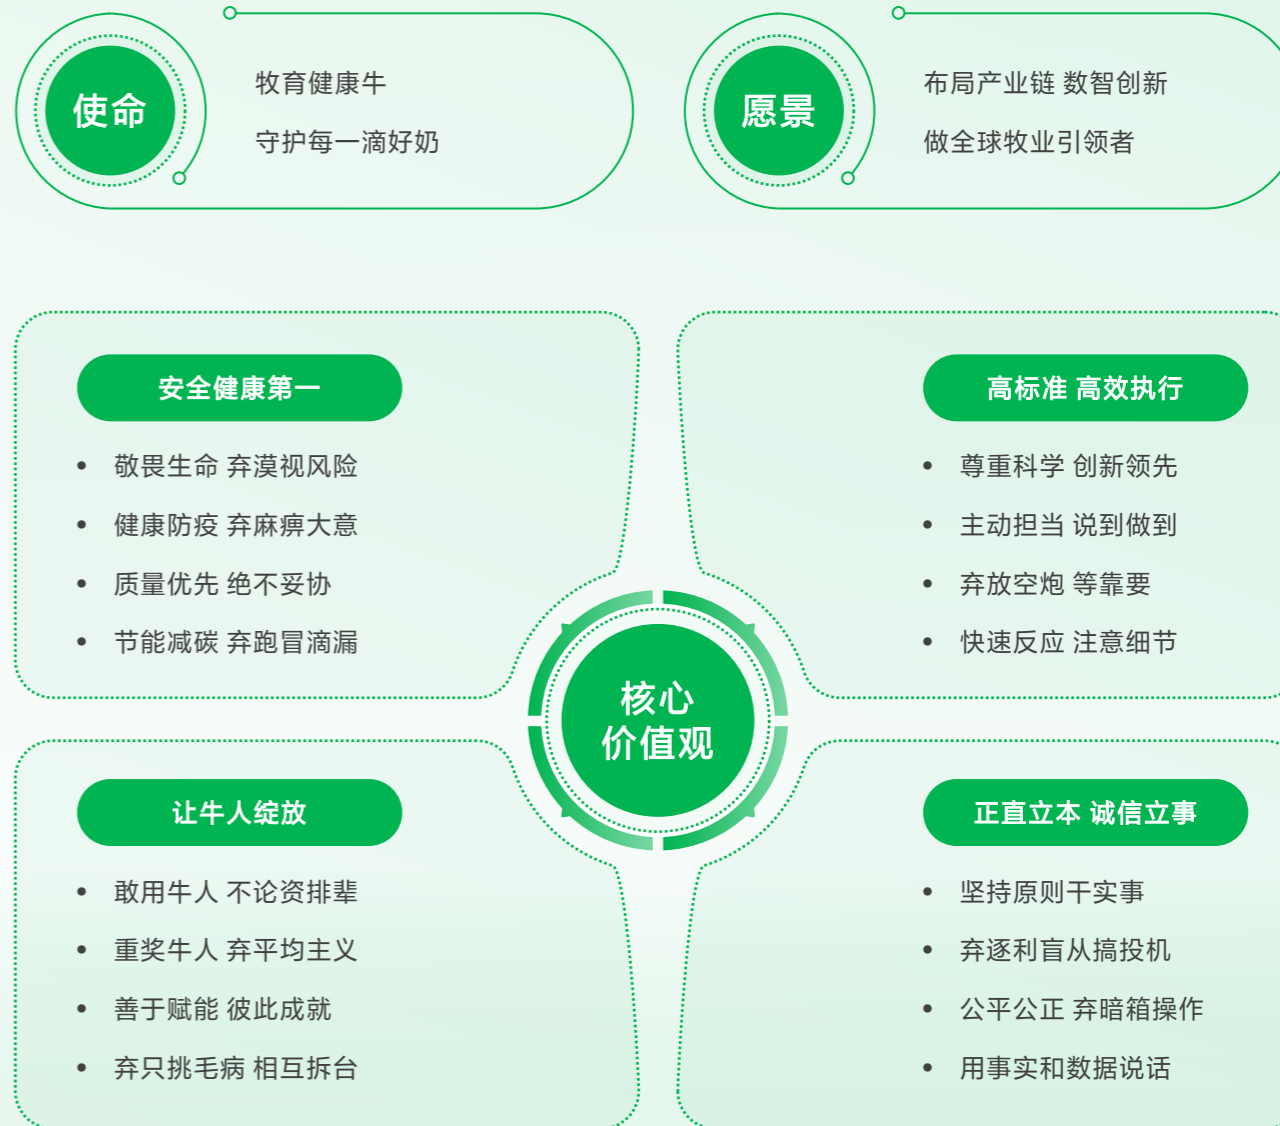 使命
牧育健康牛
守护每一滴好奶
愿景
布局产业链 数智创新
做全球牧业引领者
安全健康第一
敬畏生命 弃漠视风险
健康防疫 弃麻痹大意
质量优先 绝不妥协
节能减碳 弃跑冒滴漏
高标准 高效执行
尊重科学 创新领先
主动担当 说到做到
弃放空炮 等靠要
快速反应 注意细节
核心
价值观
让牛人绽放
敢用牛人 不论资排辈
重奖牛人 弃平均主义
善于赋能 彼此成就
弃只挑毛病 相互拆台
正直立本 诚信立事
坚持原则干实事
弃逐利盲从搞投机
公平公正 弃暗箱操作
用事实和数据说话